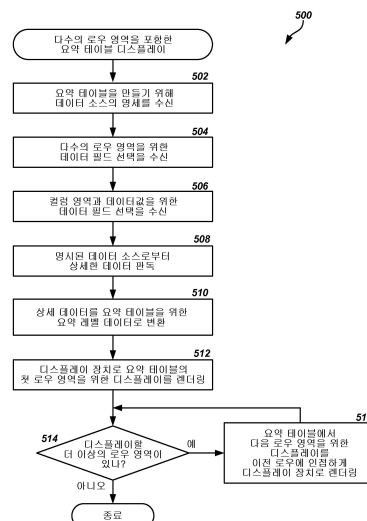 500
다수의 로우 영역을 포함한
요약 테이블 디스플레이
502
요약 테이블을 만들기 위해
데이터 소스의 명세를 수신
504
다수의 로우 영역을 위한
데이터 필드 선택을 수신
506
컬럼 영역과 데이터값을 위한
데이터 필드 선택을 수신
508
명시된 데이터 소스로부터
상세한 데이터 판독
510
상세 데이터를 요약 테이블을 위한
요약 레벨 데이터로 변환
512
디스플레이 장치로 요약 테이블의
첫 로우 영역을 위한 디스플레이를 렌더링
514
디스플레이할
더 이상의 로우 영역이
있나?
예
아니오
51
요약 테이블에서
다음 로우 영역을 위한
디스플레이를
이전 로우에 인접하게
디스플레이 장치로 렌더링
종료